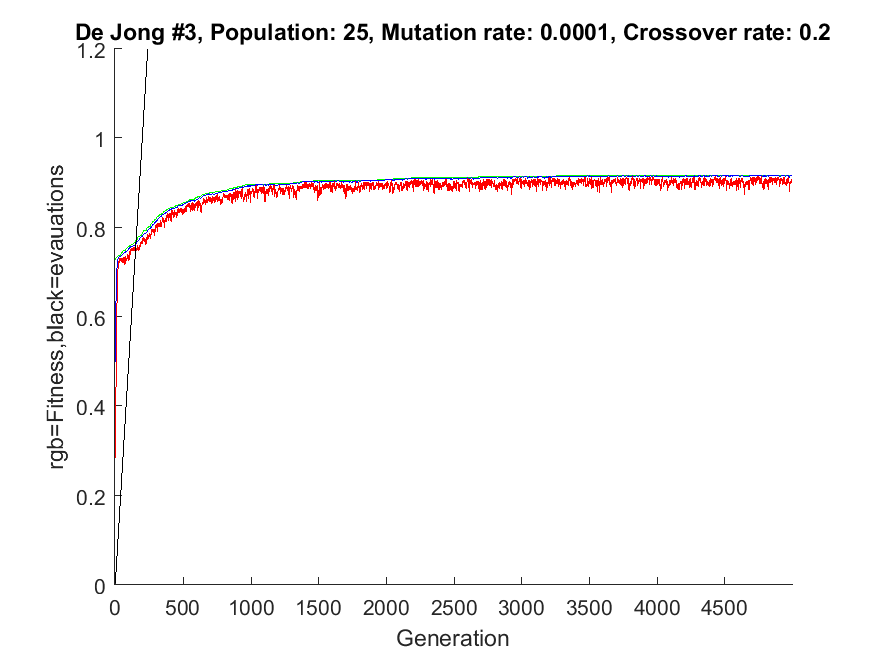 De Jong #3, Population: 25, Mutation rate: 0.0001, Crossover rate: 0.2
1.2
1
0.8
0.6
0.4
0.2
0
rgb=Fitness,black=evauations
0 500 1000 1500 2000 2500 3000 3500 4000 4500
Generation